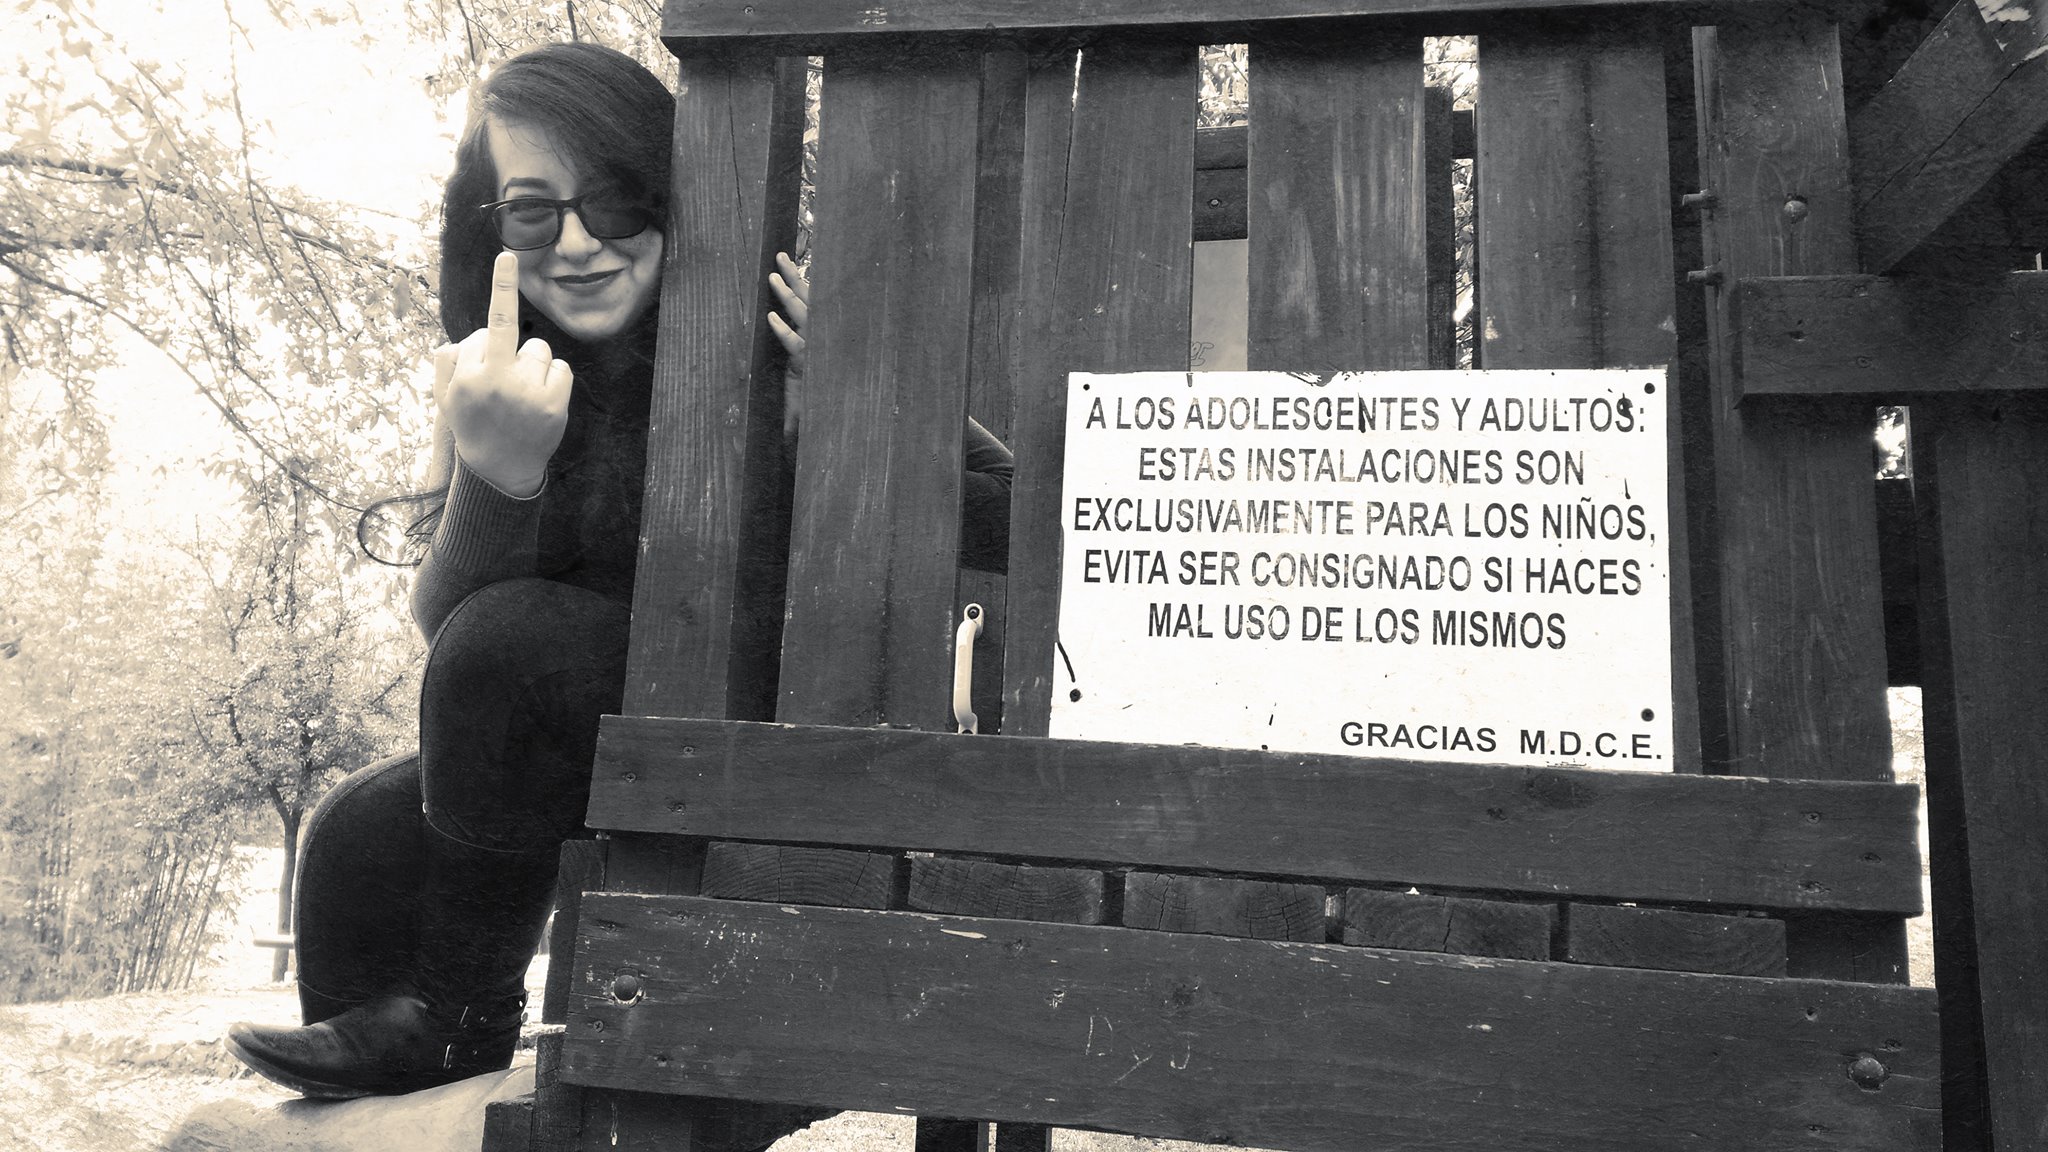 A LOS ADOLESCENTES Y ADULTOS:
ESTAS INSTALACIONES SON
EXCLUSIVAMENTE PARA LOS NIÑOS,
EVITA SER CONSIGNADO SI HACES
MAL USO DE LOS MISMOS
GRACIAS M.D.C.E.
D y J